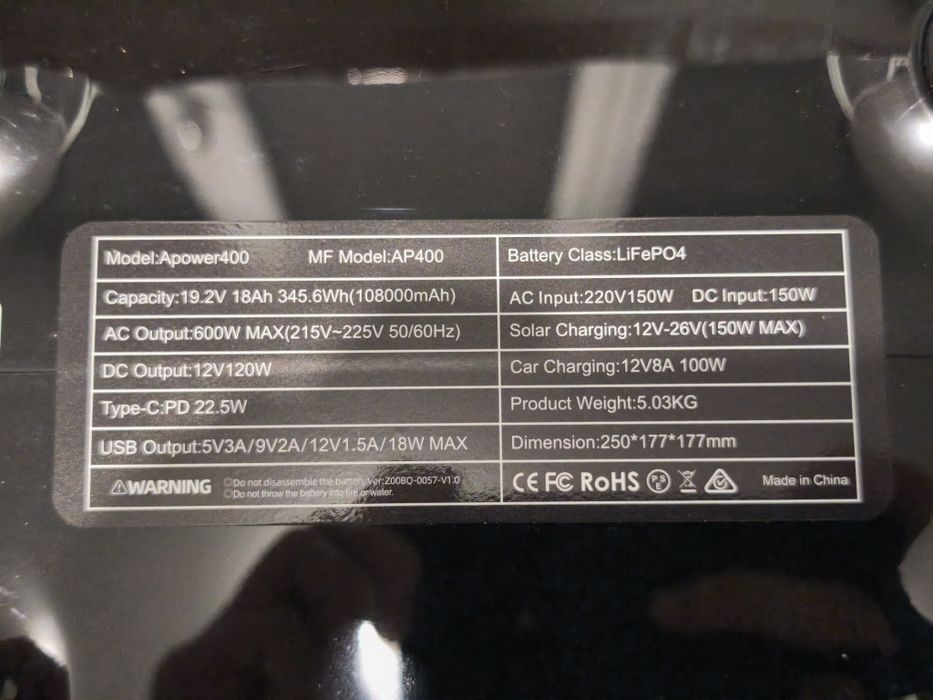 Model:Apower400 MF Model:AP400
Battery Class:LiFePO4
Capacity:19.2V 18Ah 345.6Wh(108000mAh)
AC Input:220V150W DC Input:150W
AC Output:600W MAX(215V~225V 50/60Hz)
Solar Charging:12V-26V(150W MAX)
DC Output:12V120W
Car Charging:12V8A 100W
Type-C:PD 22.5W
Product Weight:5.03KG
USB Output:5V3A/9V2A/12V1.5A/18W MAX
Dimension:250*177*177mm
⚠WARNING
Do not disassemble the battery Ver:Z00BQ-0057-V1.0
Do not throw the battery into fire or water.
CE FC RoHS PSE Made in China